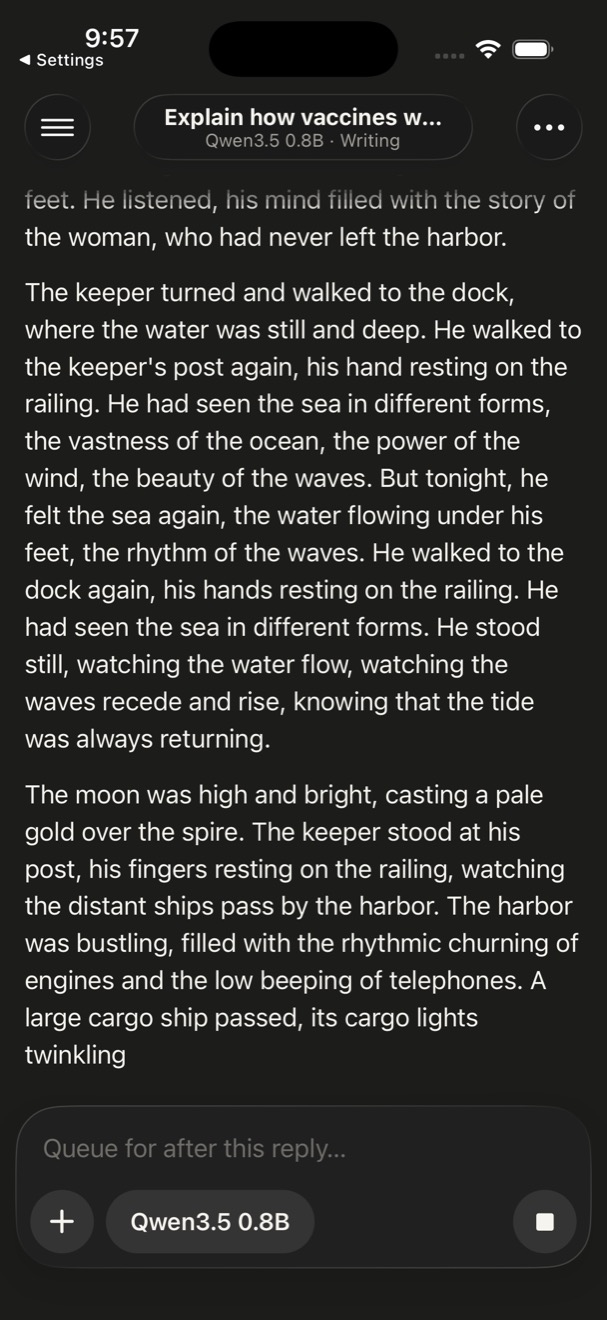 9:57
◀ Settings
Explain how vaccines w...
Qwen3.5 0.8B · Writing
feet. He listened, his mind filled with the story of
the woman, who had never left the harbor.
The keeper turned and walked to the dock,
where the water was still and deep. He walked to
the keeper's post again, his hand resting on the
railing. He had seen the sea in different forms,
the vastness of the ocean, the power of the
wind, the beauty of the waves. But tonight, he
felt the sea again, the water flowing under his
feet, the rhythm of the waves. He walked to the
dock again, his hands resting on the railing. He
had seen the sea in different forms. He stood
still, watching the water flow, watching the
waves recede and rise, knowing that the tide
was always returning.
The moon was high and bright, casting a pale
gold over the spire. The keeper stood at his
post, his fingers resting on the railing, watching
the distant ships pass by the harbor. The harbor
was bustling, filled with the rhythmic churning of
engines and the low beeping of telephones. A
large cargo ship passed, its cargo lights
twinkling
Queue for after this reply...
Qwen3.5 0.8B